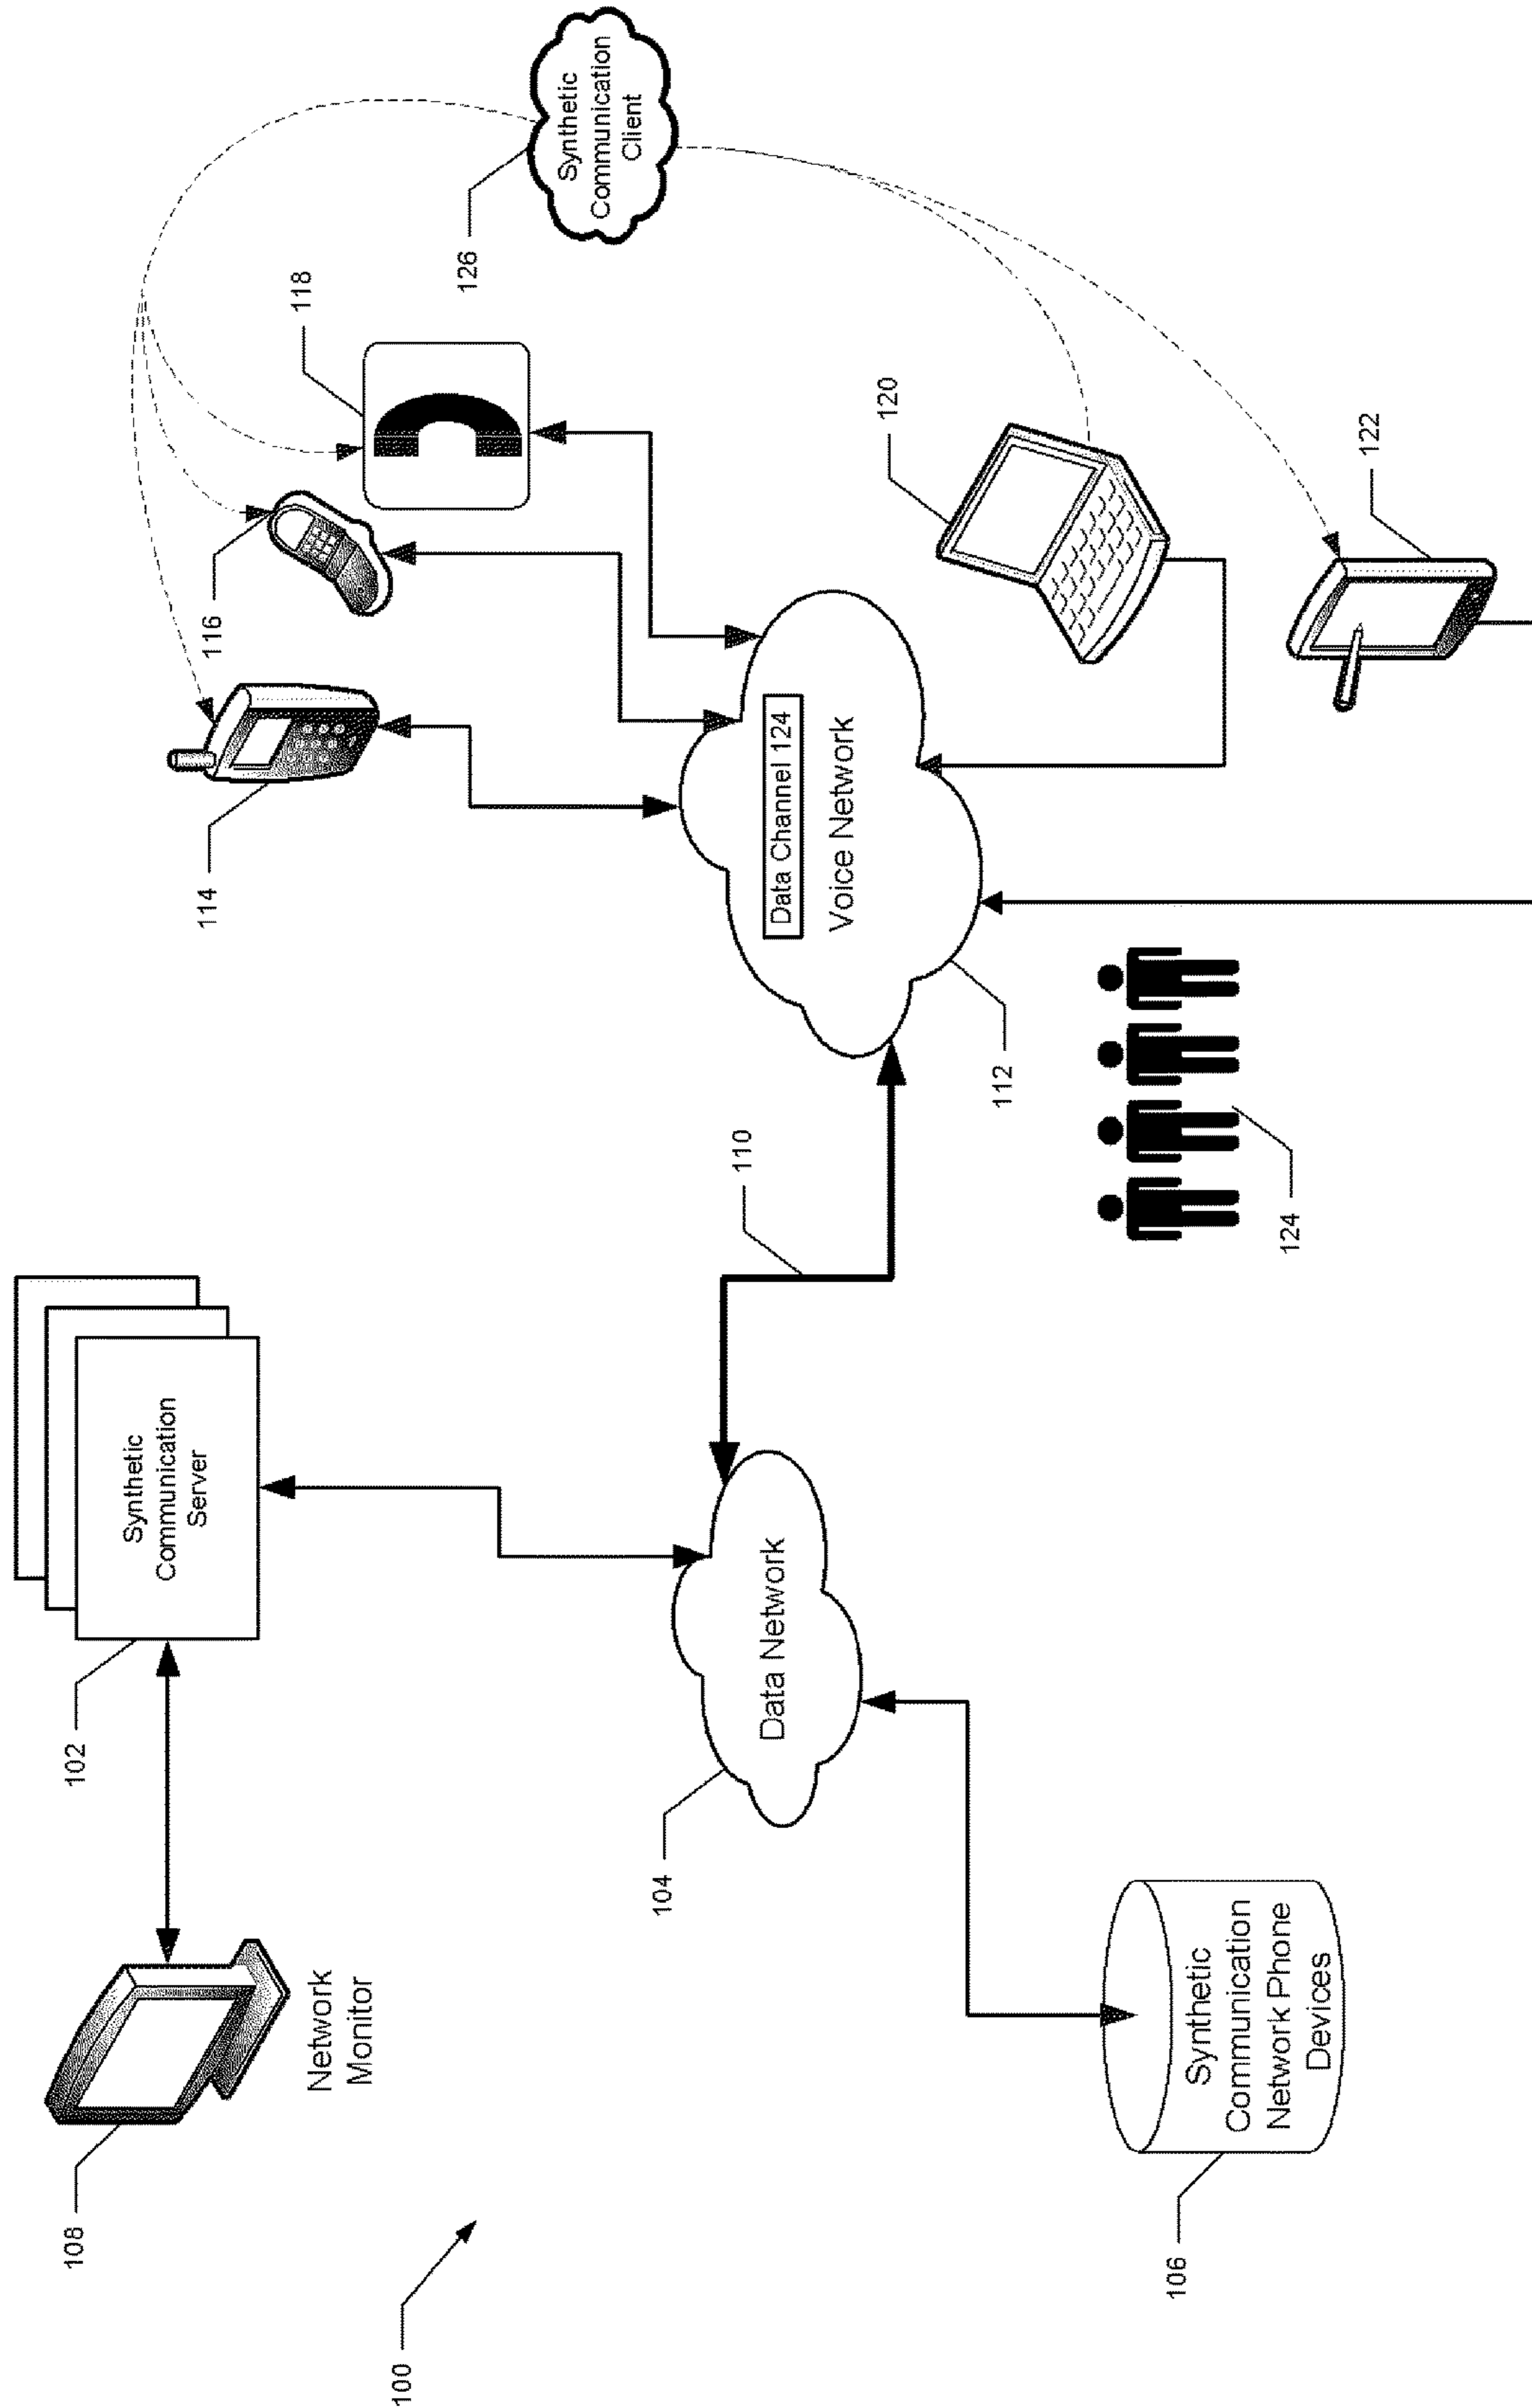 108
Network
Monitor
102
Synthetic
Communication
Server
114
116
118
126
Synthetic
Communication
Client
100
104
Data Network
110
Data Channel 124
Voice Network
112
120
122
124
106
Synthetic
Communication
Network Phone
Devices